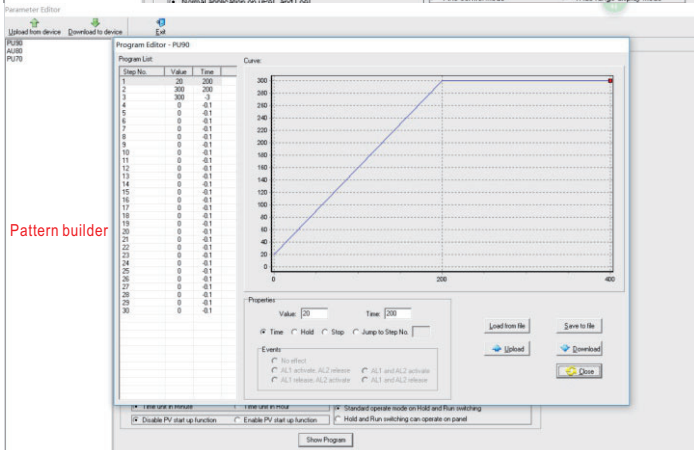 Normal application on
Parameter Editor
Upload from device Download to device Exit
PU90
AU80
PU70
Program Editor - PU90
Program List:
Step No. Value Time
1 20 200
2 300 200
3 300 -3
4 0 -0.1
5 0 -0.1
6 0 -0.1
7 0 -0.1
8 0 -0.1
9 0 -0.1
10 0 -0.1
11 0 -0.1
12 0 -0.1
13 0 -0.1
14 0 -0.1
15 0 -0.1
16 0 -0.1
17 0 -0.1
18 0 -0.1
19 0 -0.1
20 0 -0.1
21 0 -0.1
22 0 -0.1
23 0 -0.1
24 0 -0.1
25 0 -0.1
26 0 -0.1
27 0 -0.1
28 0 -0.1
29 0 -0.1
30 0 -0.1
Pattern builder
Curve:
300
280
260
240
220
200
180
160
140
120
100
80
60
40
20
0
0 200 400
Properties
Value: 20 Time: 200
Time Hold Stop Jump to Step No.
Events
No effect
AL1 activate, AL2 release AL1 and AL2 activate
AL1 release, AL2 activate AL1 and AL2 release
Load from file Save to file
Upload Download
Close
Time unit in Minute Time unit in Hour Standard operate mode on Hold and Run switching
Disable PV start up function Enable PV start up function Hold and Run switching can operate on panel
Show Program